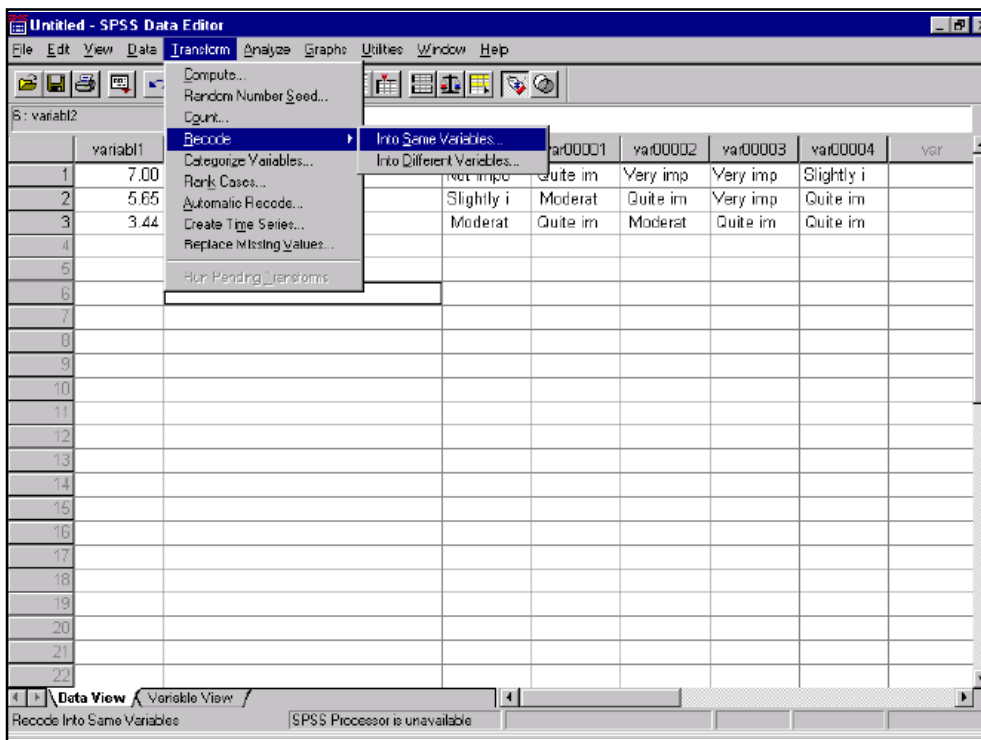 Untitled - SPSS Data Editor
File Edit View Data Transform Analyze Graphs Utilities Window Help
Compute...
Random Number Seed...
Count...
Recode
Categorize Variables...
Rank Cases...
Automatic Recode...
Create Time Series...
Replace Missing Values...
Run Pending Transforms
Into Same Variables...
Into Different Variables...
6 : variabl2
variabl1 var00001 var00002 var00003 var00004 var
1 7.00 Not impo Quite im Very imp Very imp Slightly i
2 5.65 Slightly i Moderat Quite im Very imp Quite im
3 3.44 Moderat Quite im Moderat Quite im Quite im
4
5
6
7
8
9
10
11
12
13
14
15
16
17
18
19
20
21
22
Data View Variable View
Recode Into Same Variables SPSS Processor is unavailable